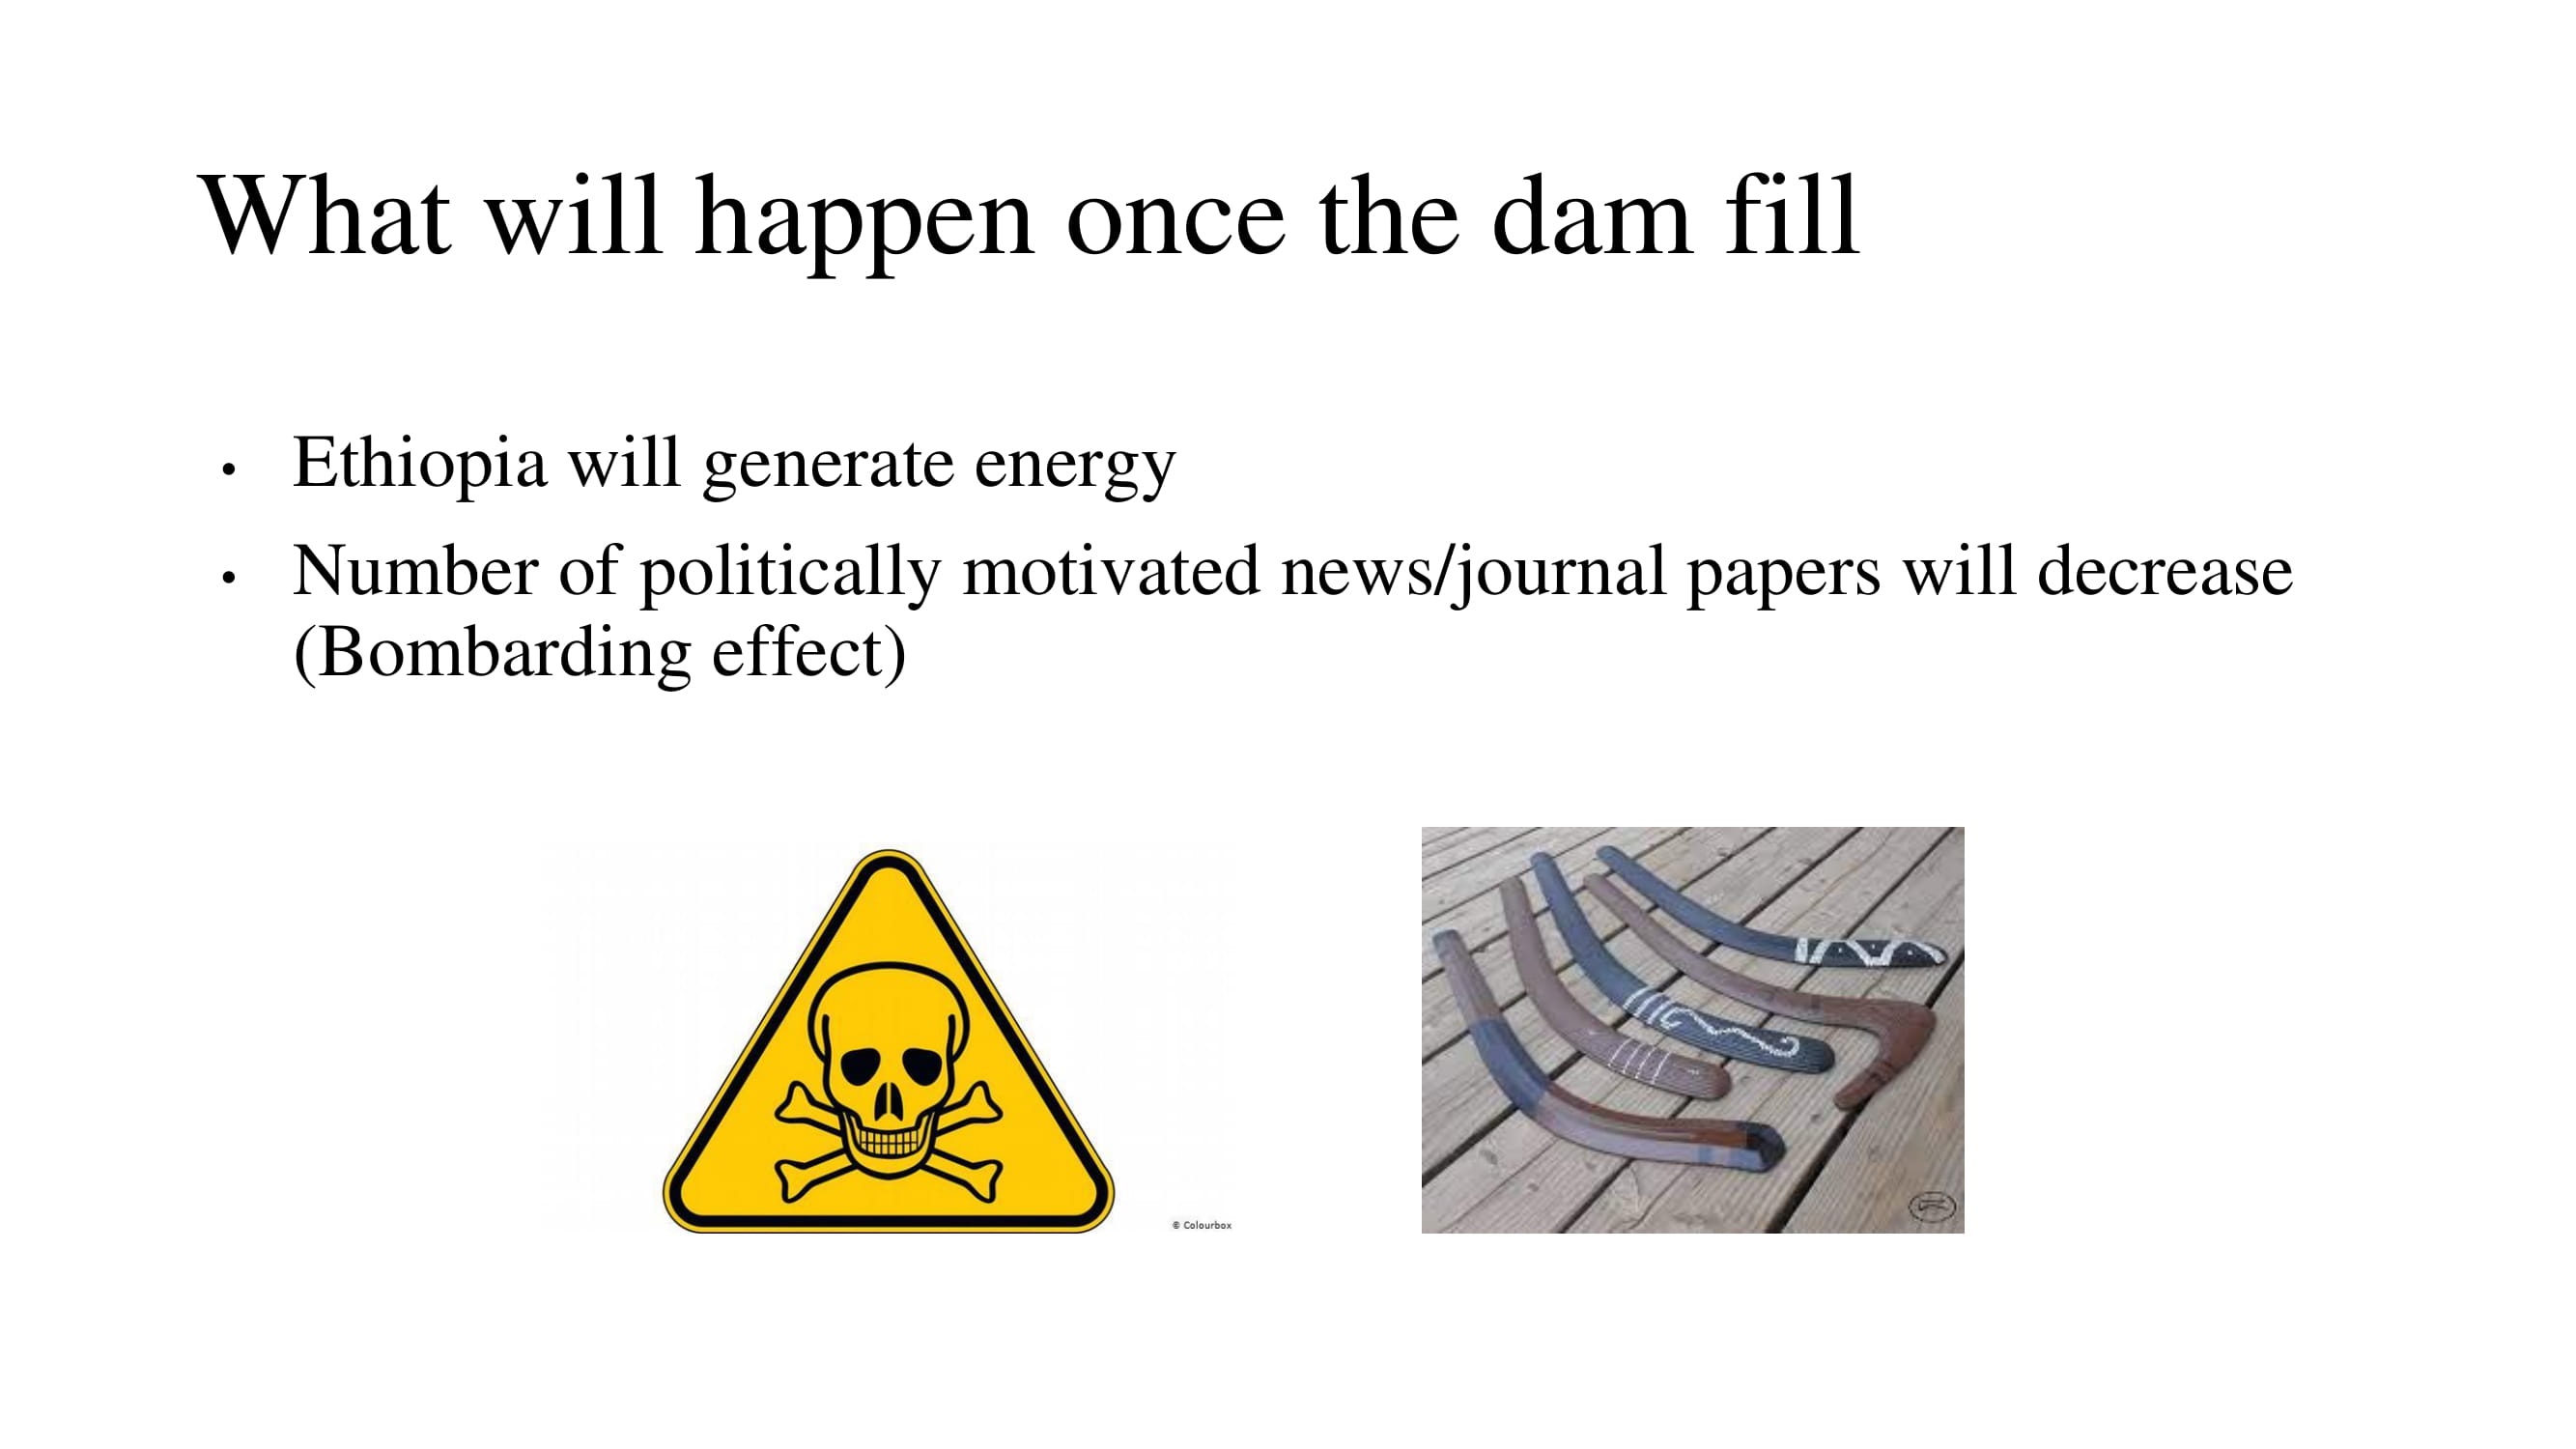 What will happen once the dam fill
• Ethiopia will generate energy
• Number of politically motivated news/journal papers will decrease
(Bombarding effect)
© Colourbox